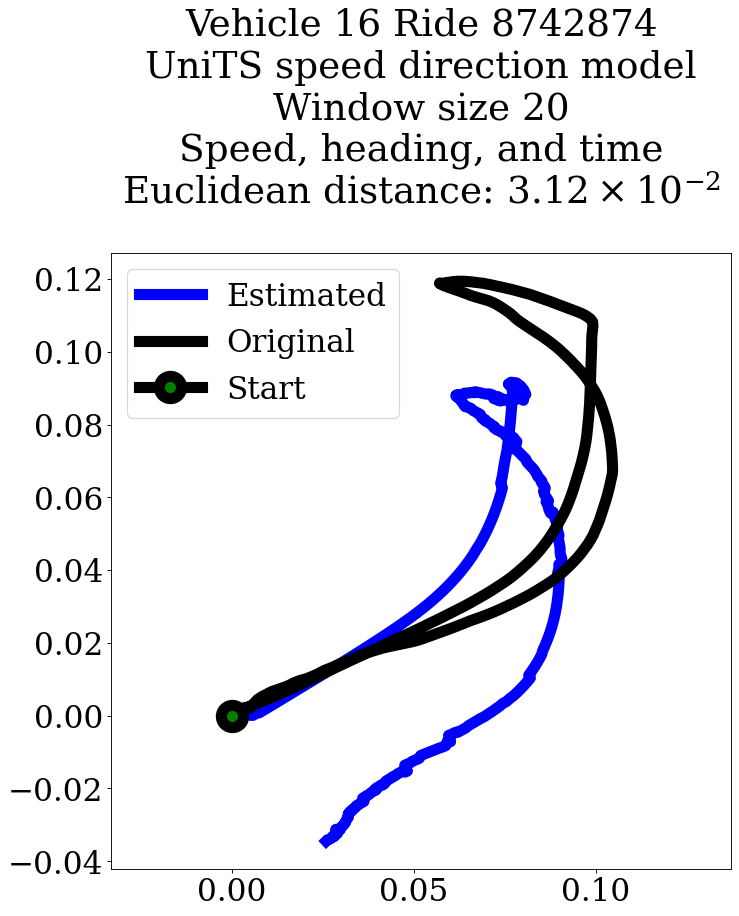 Vehicle 16 Ride 8742874
UniTS speed direction model
Window size 20
Speed, heading, and time
Euclidean distance: 3.12 × 10⁻²
Estimated
Original
Start
0.12
0.10
0.08
0.06
0.04
0.02
0.00
−0.02
−0.04
0.00 0.05 0.10